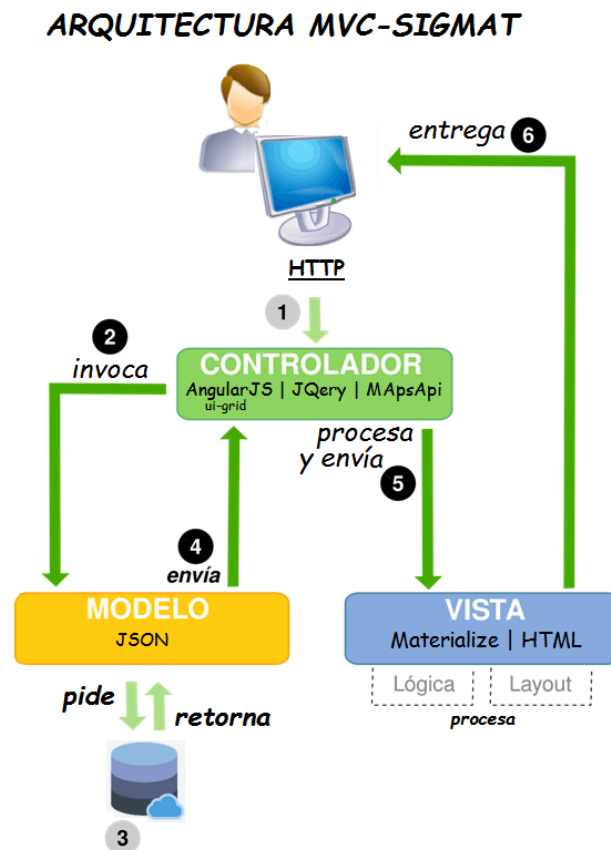 ARQUITECTURA MVC-SIGMAT
entrega 6
HTTP
1
2
invoca
CONTROLADOR
AngularJS | JQery | MApsApi
ui-grid
procesa
y envía
5
4
envía
MODELO
JSON
VISTA
Materialize | HTML
Lógica Layout
procesa
pide
retorna
3